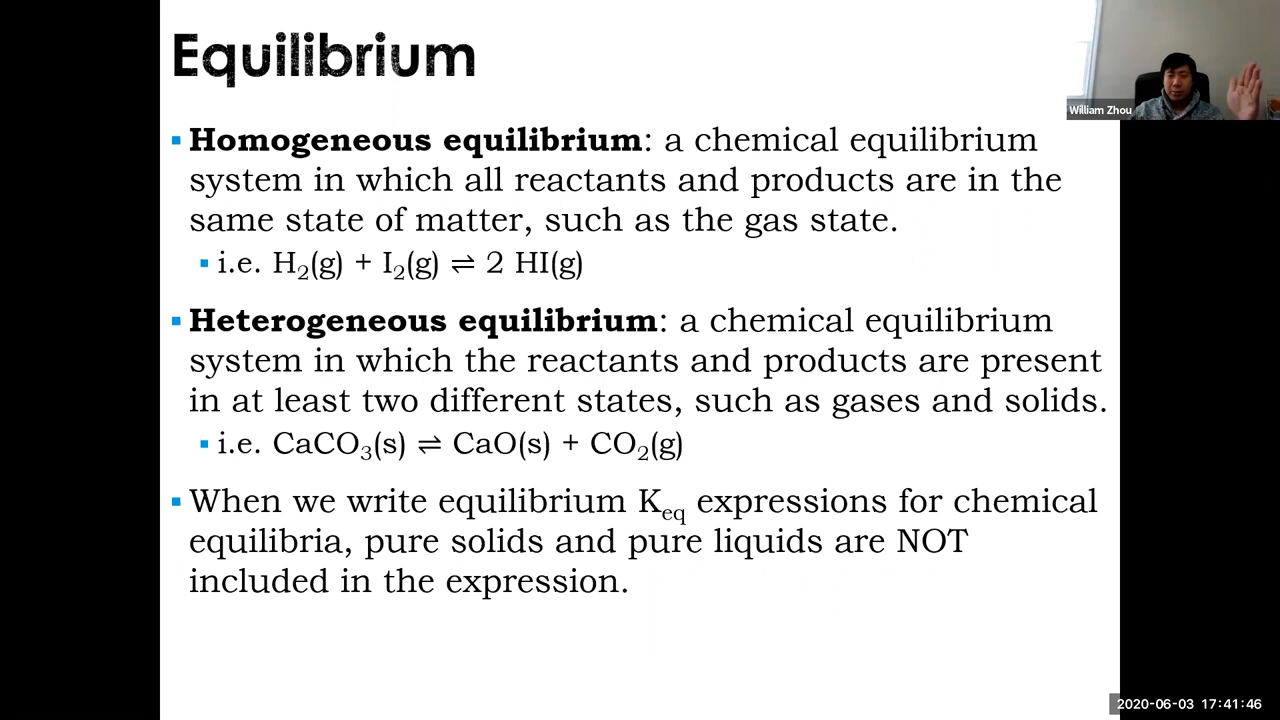 Equilibrium
William Zhou
▪ Homogeneous equilibrium: a chemical equilibrium
system in which all reactants and products are in the
same state of matter, such as the gas state.
▪ i.e. H₂(g) + I₂(g) ⇌ 2 HI(g)
▪ Heterogeneous equilibrium: a chemical equilibrium
system in which the reactants and products are present
in at least two different states, such as gases and solids.
▪ i.e. CaCO₃(s) ⇌ CaO(s) + CO₂(g)
▪ When we write equilibrium Keq expressions for chemical
equilibria, pure solids and pure liquids are NOT
included in the expression.
2020-06-03 17:41:46